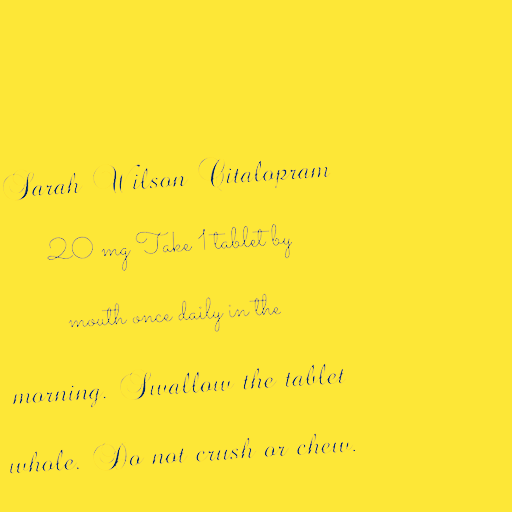 Sarah Wilson Citalopram
20 mg Take 1 tablet by
mouth once daily in the
morning. Swallow the tablet
whole. Do not crush or chew.